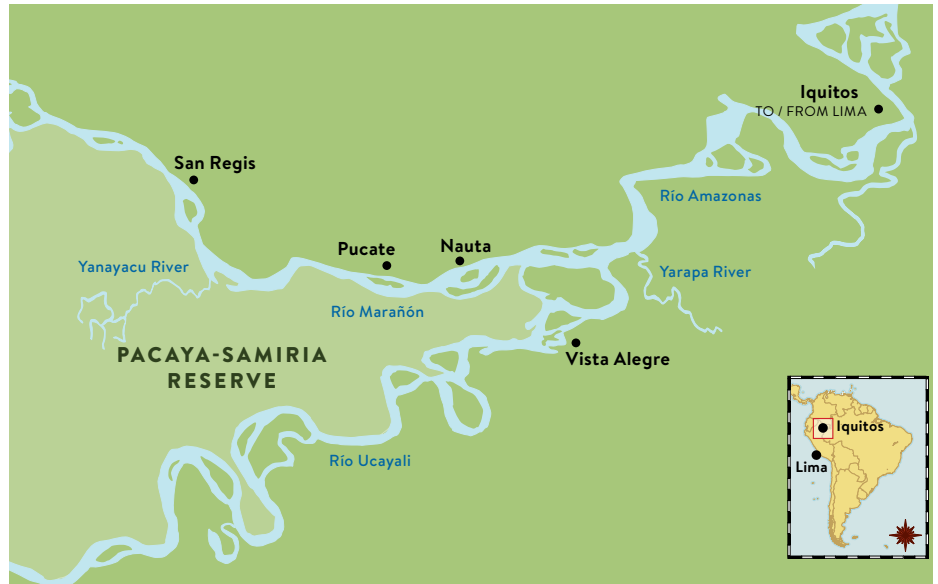 Iquitos
TO / FROM LIMA
San Regis
Río Amazonas
Pucate
Nauta
Yanayacu River
Yarapa River
Río Marañón
PACAYA-SAMIRIA
RESERVE
Vista Alegre
Río Ucayali
Iquitos
Lima